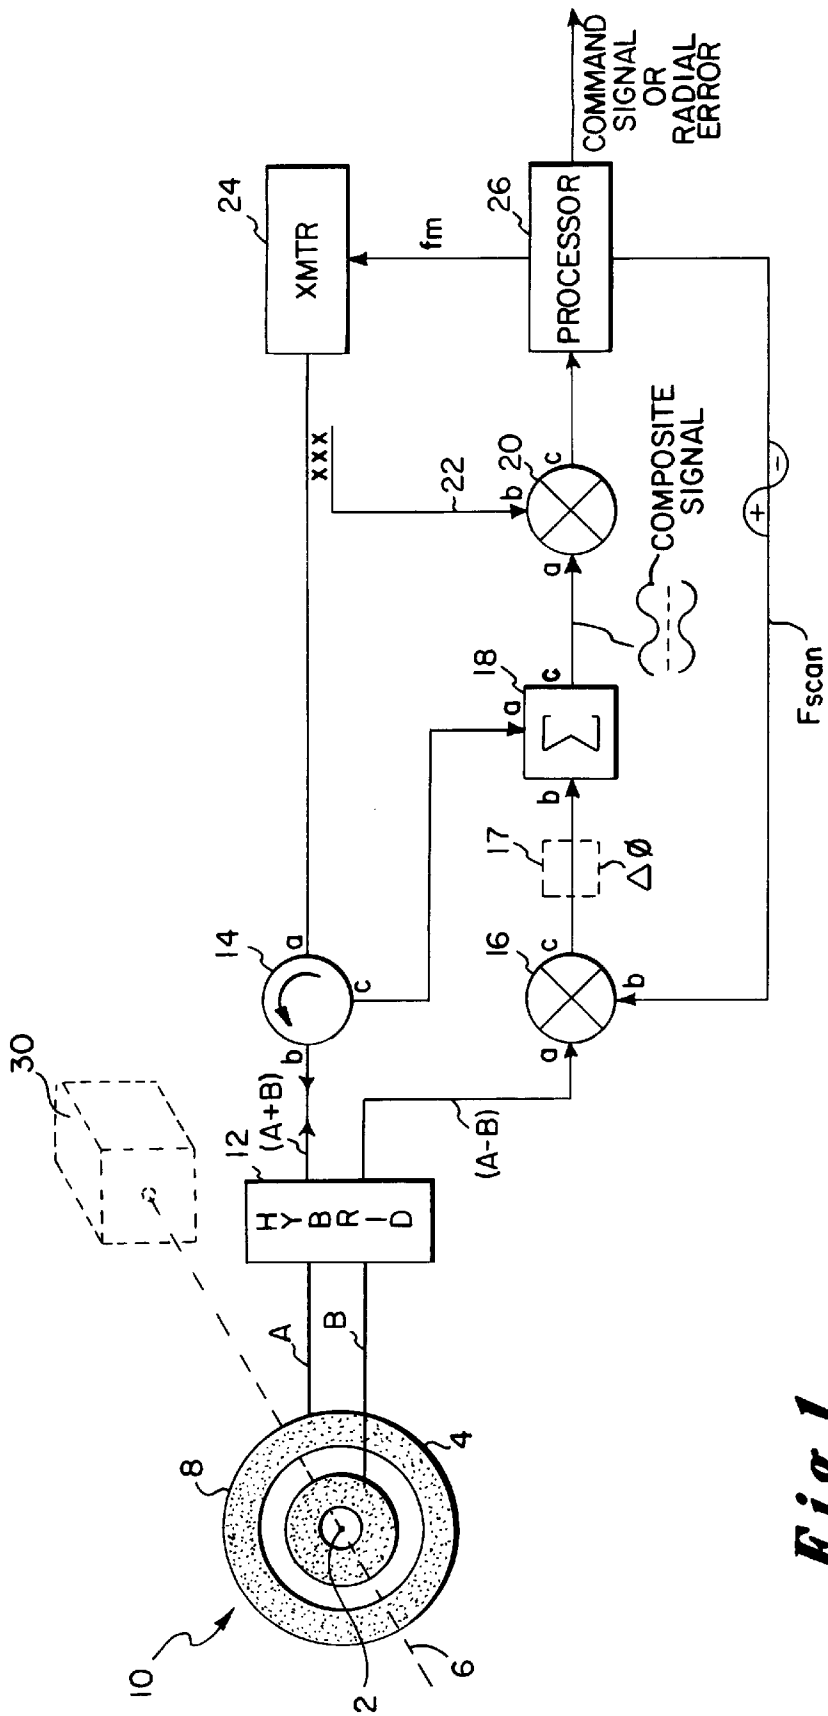 10
8
4
2
6
30
A
B
12
HYBRID
(A+B)
(A-B)
14
a
b
c
16
a
b
c
17
ΔØ
18
a
b
c
Σ
COMPOSITE
SIGNAL
Fscan
+
-
20
a
b
c
22
xxx
24
XMTR
fm
26
PROCESSOR
COMMAND
SIGNAL
OR
RADIAL
ERROR
Fig. 1